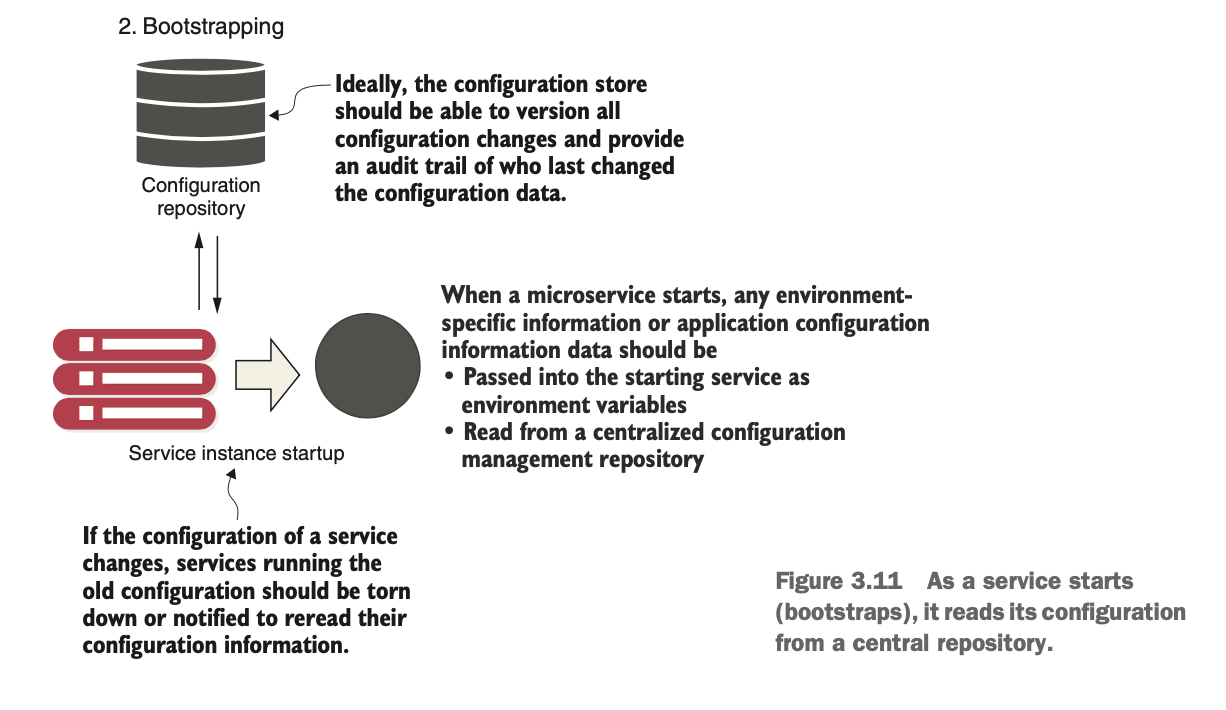 2. Bootstrapping
Ideally, the configuration store
should be able to version all
configuration changes and provide
an audit trail of who last changed
the configuration data.
Configuration
repository
When a microservice starts, any environment-
specific information or application configuration
information data should be
• Passed into the starting service as
environment variables
• Read from a centralized configuration
management repository
Service instance startup
If the configuration of a service
changes, services running the
old configuration should be torn
down or notified to reread their
configuration information.
Figure 3.11 As a service starts
(bootstraps), it reads its configuration
from a central repository.